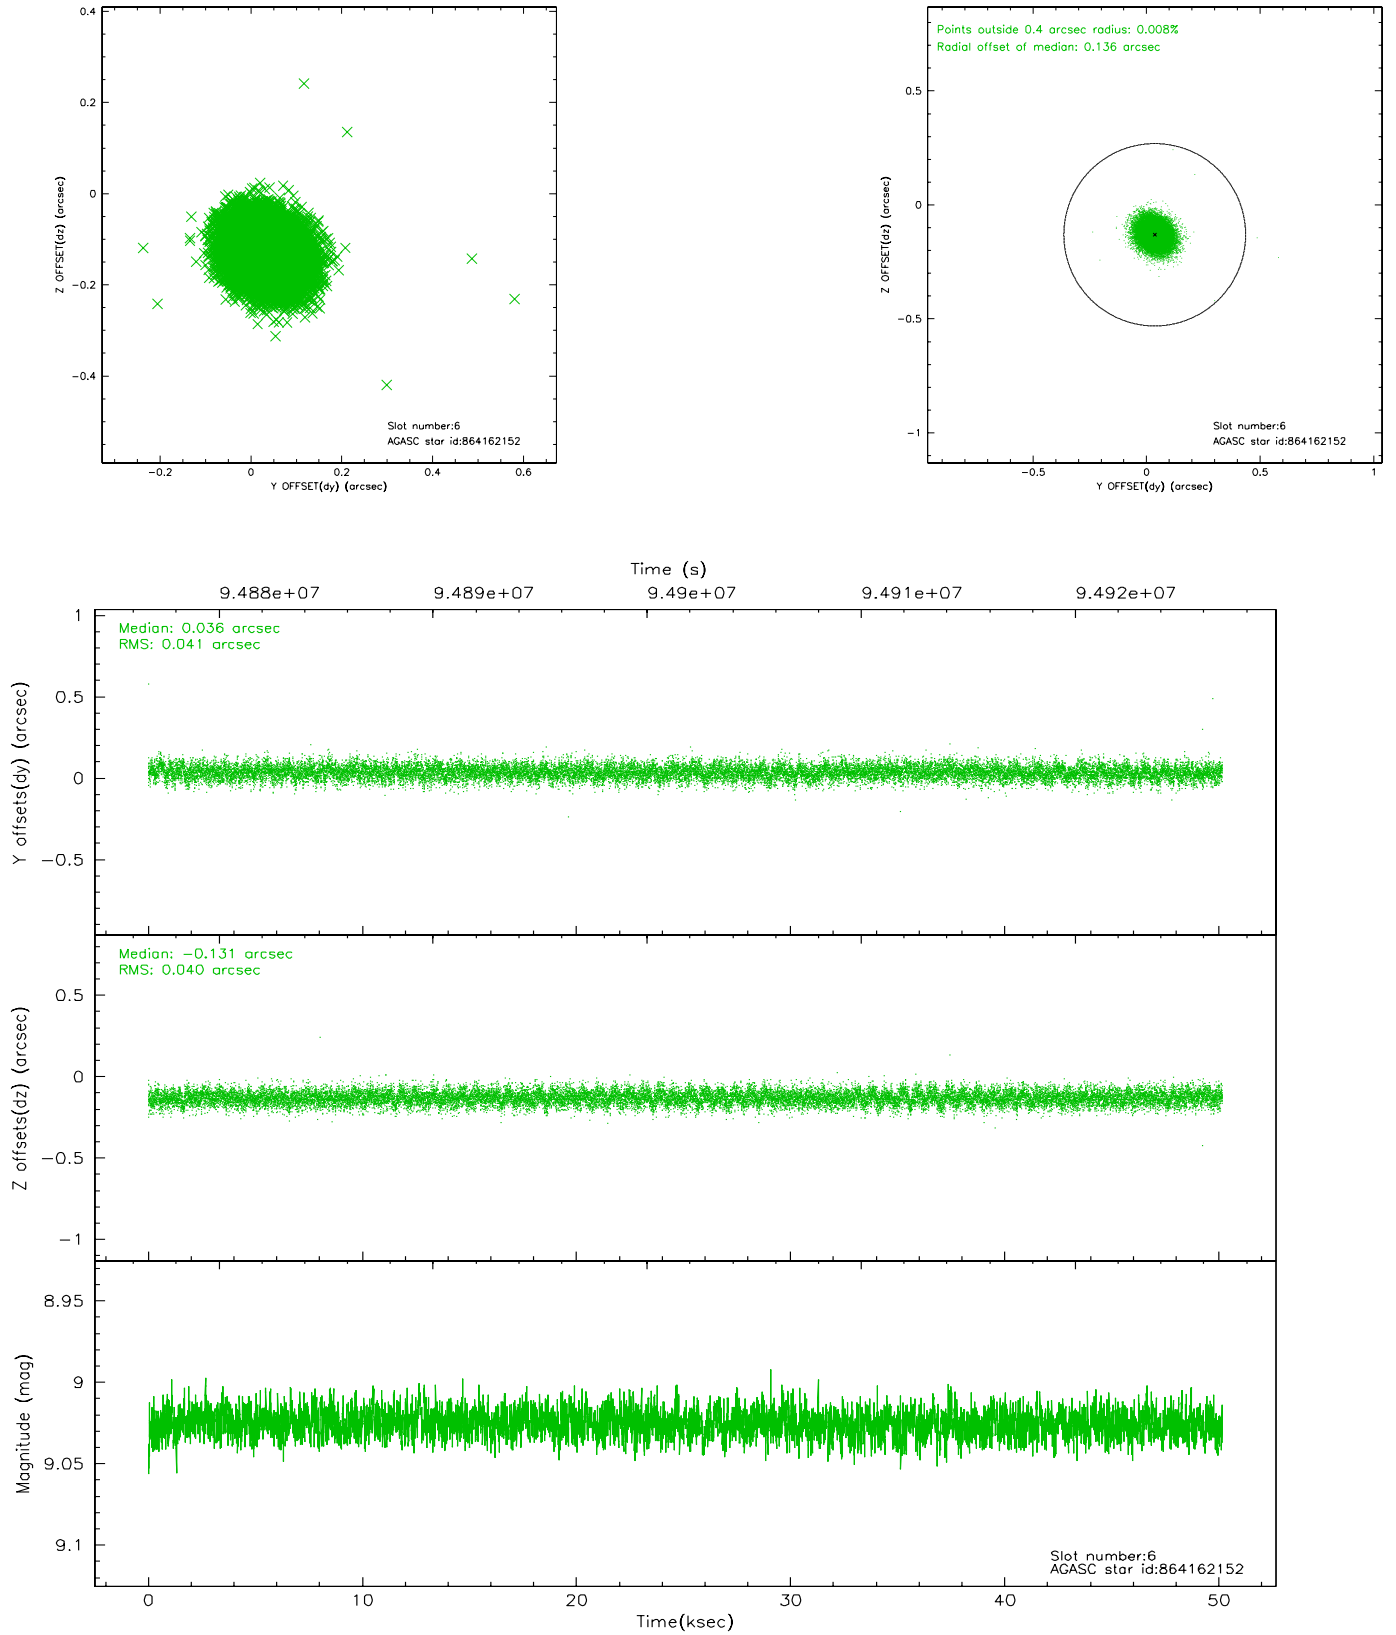 0.4
0.2
0
−0.2
−0.4
Z OFFSET(dz) (arcsec)
Slot number:6
AGASC star id:864162152
−0.2 0 0.2 0.4 0.6
Y OFFSET(dy) (arcsec)
Points outside 0.4 arcsec radius: 0.008%
Radial offset of median: 0.136 arcsec
0.5
0
−0.5
−1
Z OFFSET(dz) (arcsec)
Slot number:6
AGASC star id:864162152
−0.5 0 0.5 1
Y OFFSET(dy) (arcsec)
Time (s)
9.488e+07 9.489e+07 9.49e+07 9.491e+07 9.492e+07
Median: 0.036 arcsec
RMS: 0.041 arcsec
1
0.5
0
−0.5
Y offsets(dy) (arcsec)
Median: −0.131 arcsec
RMS: 0.040 arcsec
0.5
0
−0.5
−1
Z offsets(dz) (arcsec)
8.95
9
9.05
9.1
Magnitude (mag)
Slot number:6
AGASC star id:864162152
0 10 20 30 40 50
Time(ksec)